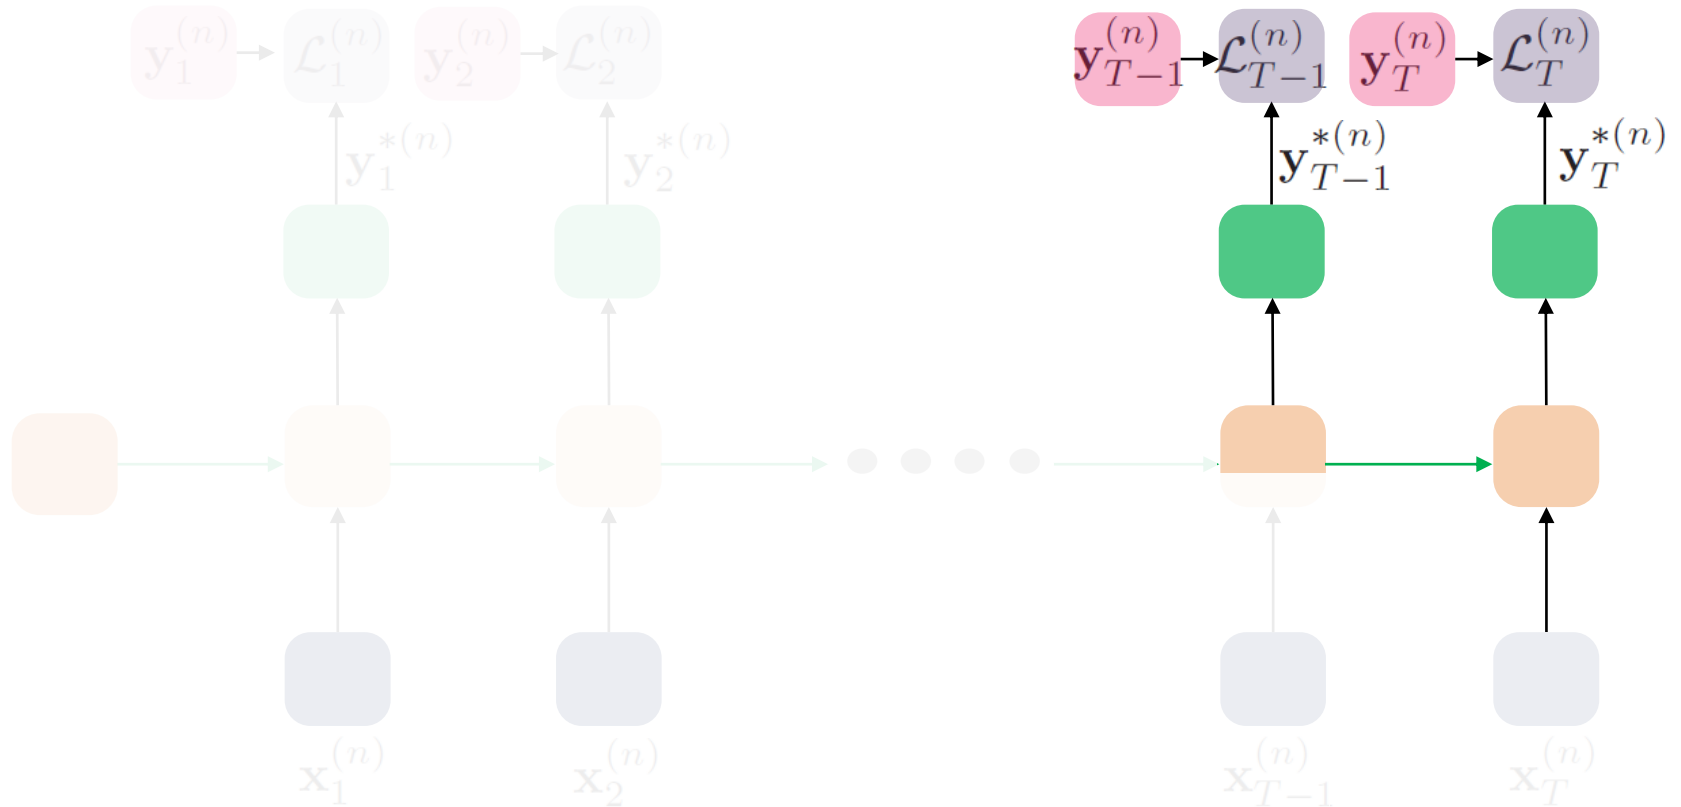 y_1^{(n)} L_1^{(n)} y_2^{(n)} L_2^{(n)} y_{T-1}^{(n)} L_{T-1}^{(n)} y_T^{(n)} L_T^{(n)}
y_1^{*(n)} y_2^{*(n)} y_{T-1}^{*(n)} y_T^{*(n)}
x_1^{(n)} x_2^{(n)} x_{T-1}^{(n)} x_T^{(n)}